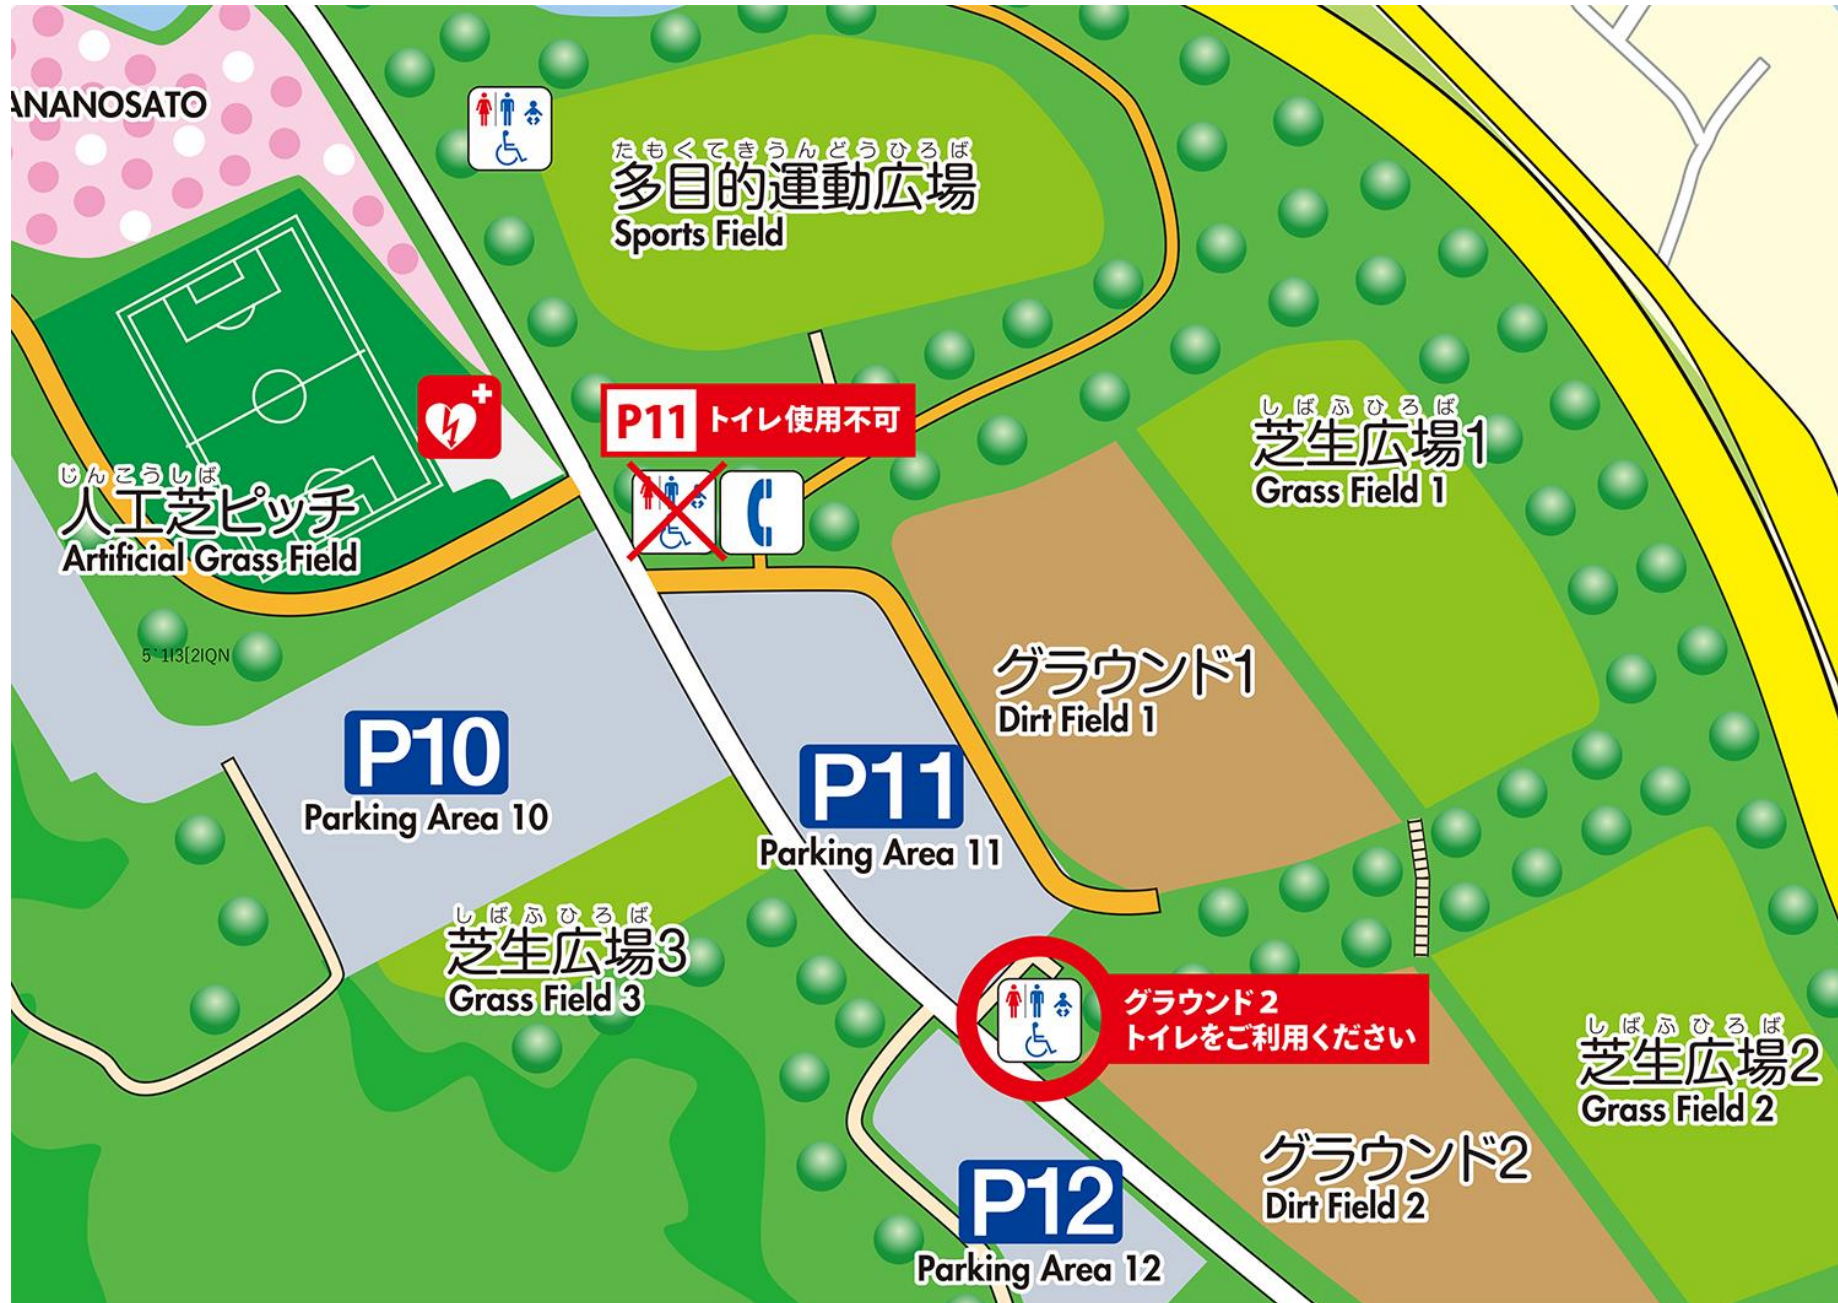 ANANOSATO
たもくてきうんどうひろば
多目的運動広場
Sports Field
P11 トイレ使用不可
しばふひろば
芝生広場1
Grass Field 1
じんこうしば
人工芝ピッチ
Artificial Grass Field
グラウンド1
Dirt Field 1
P10
Parking Area 10
P11
Parking Area 11
しばふひろば
芝生広場3
Grass Field 3
グラウンド2
トイレをご利用ください
しばふひろば
芝生広場2
Grass Field 2
グラウンド2
Dirt Field 2
P12
Parking Area 12